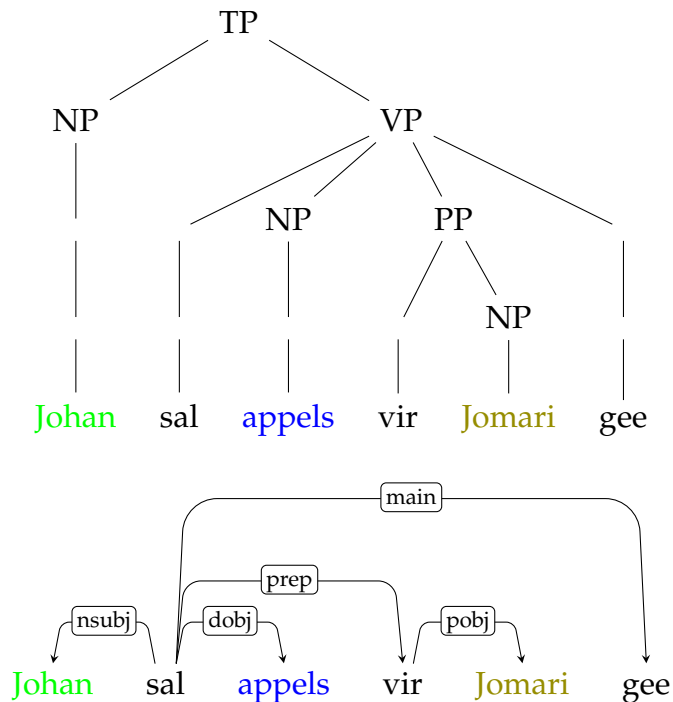 TP
NP VP
NP PP
NP
Johan sal appels vir Jomari gee
main
prep
nsubj dobj pobj
Johan sal appels vir Jomari gee